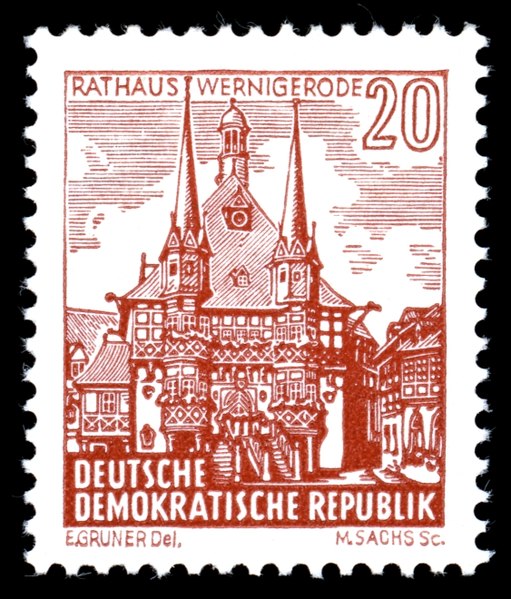 RATHAUS WERNIGERODE 20
DEUTSCHE
DEMOKRATISCHE REPUBLIK
E.GRUNER Del. M. SACHS Sc.